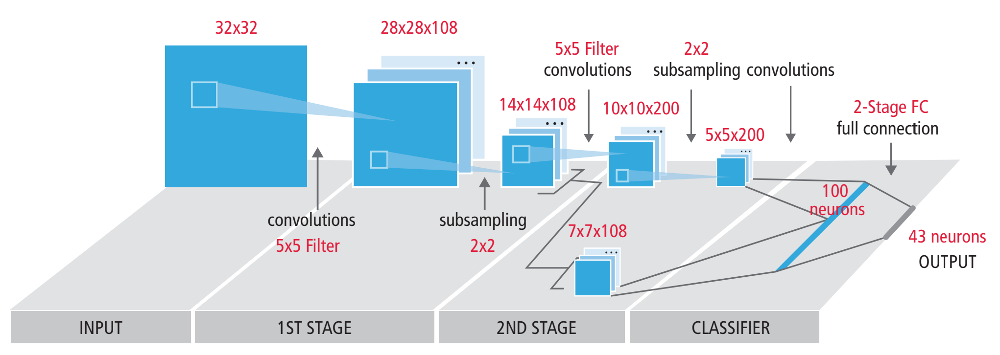 32x32
28x28x108
5x5 Filter
convolutions
2x2
subsampling
convolutions
14x14x108
10x10x200
5x5x200
2-Stage FC
full connection
100
neurons
convolutions
5x5 Filter
subsampling
2x2
7x7x108
43 neurons
OUTPUT
INPUT
1ST STAGE
2ND STAGE
CLASSIFIER